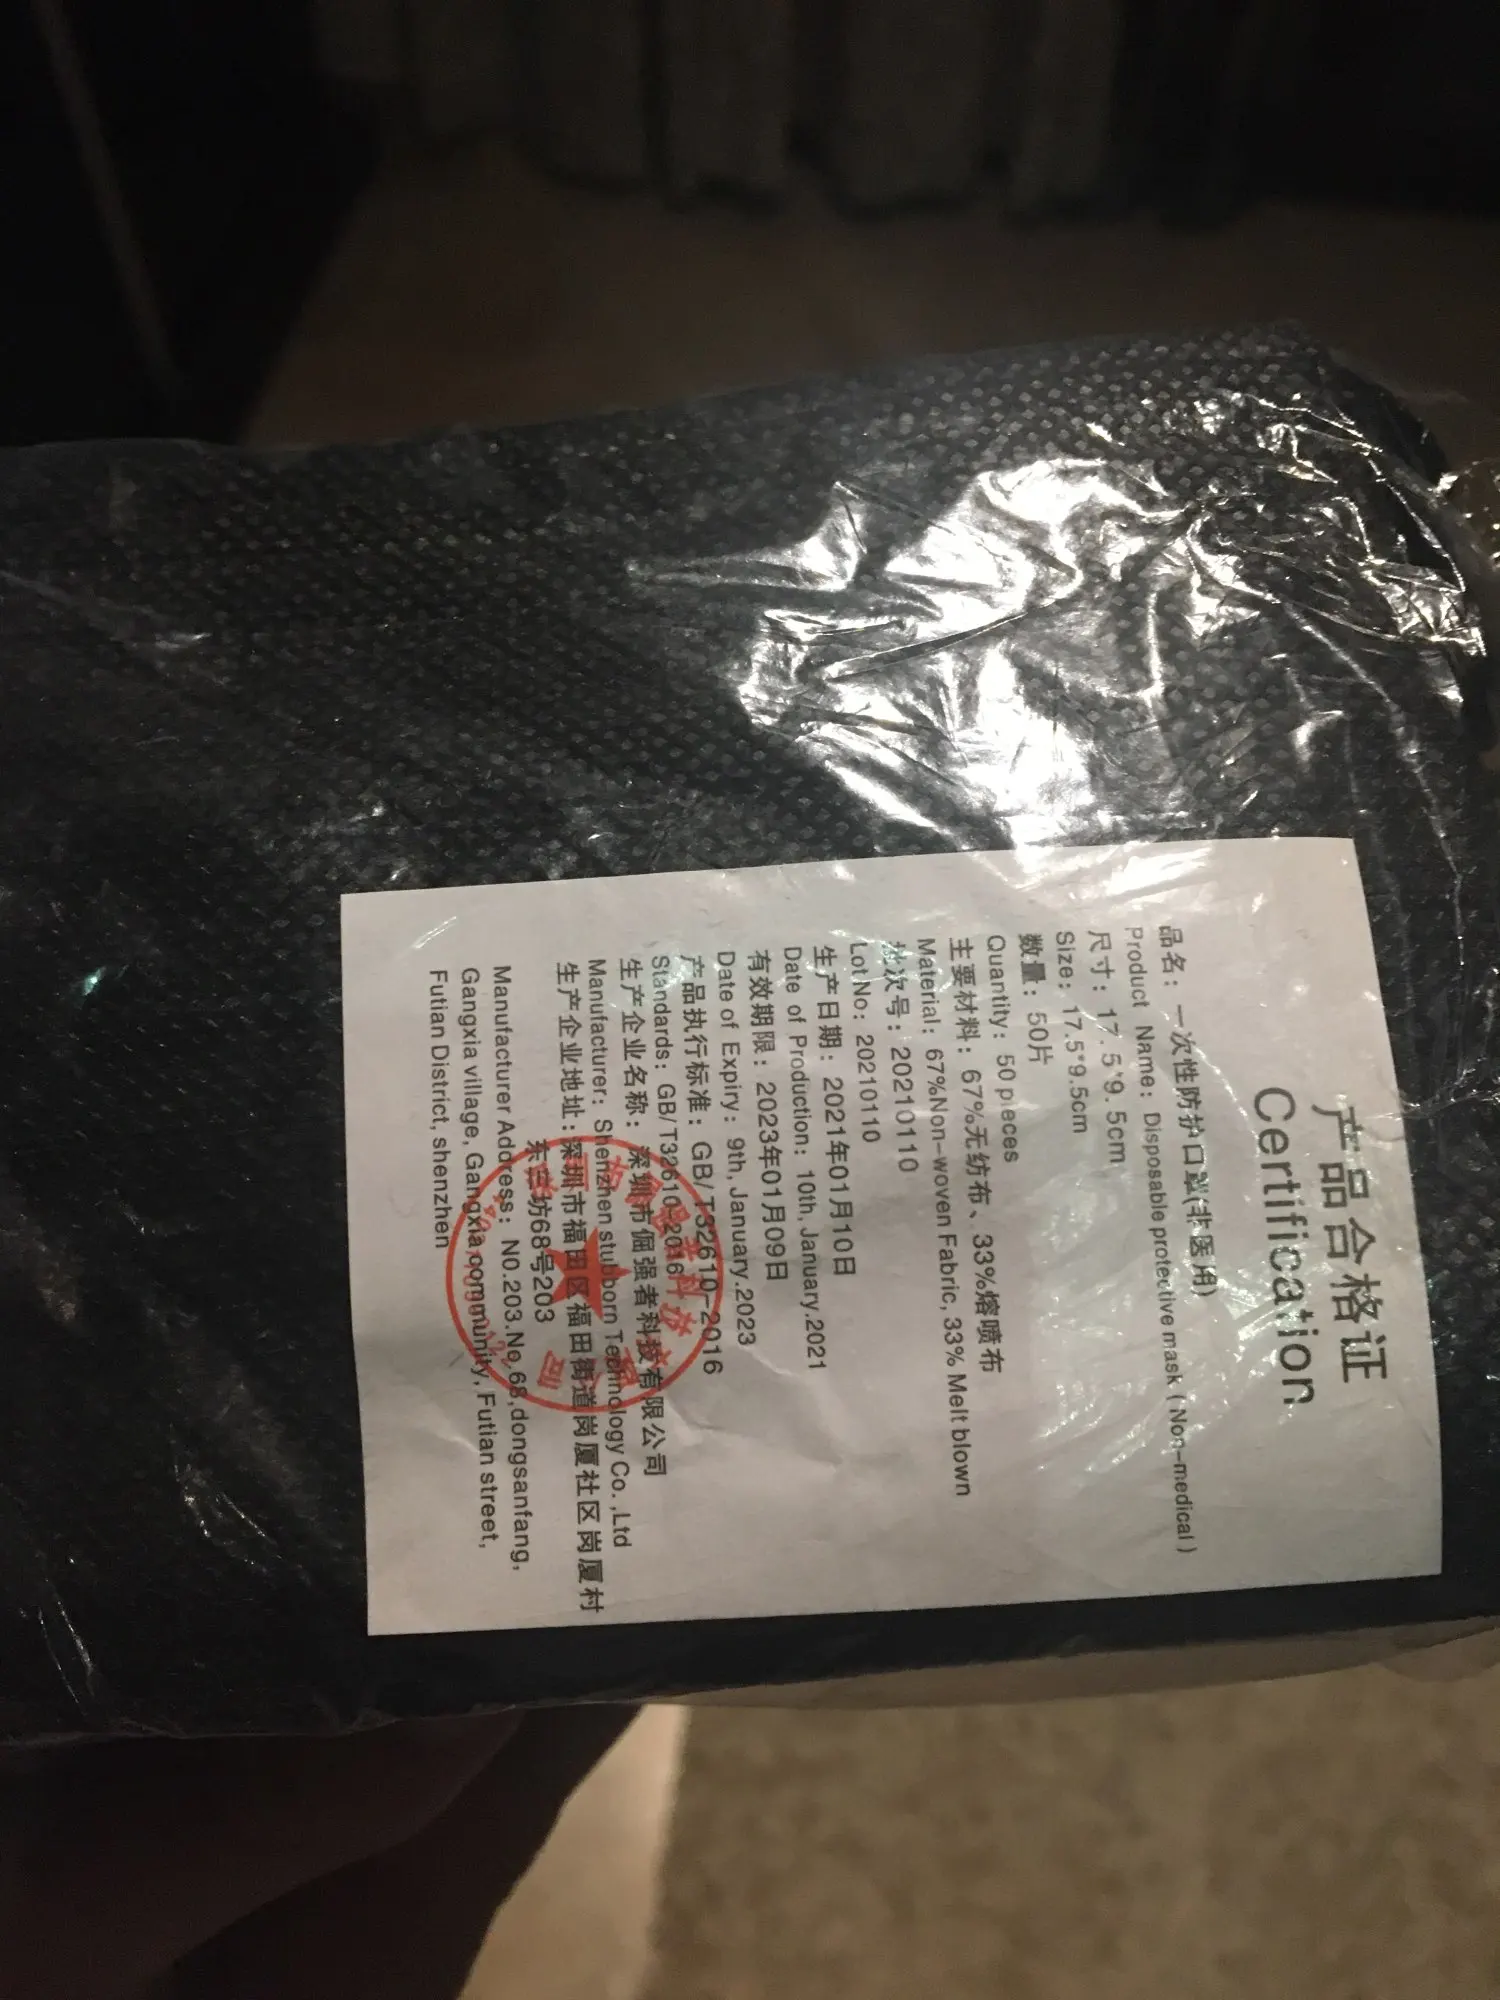 产品合格证
Certification
品名：一次性防护口罩(非医用)
Product Name：Disposable protective mask ( Non-medical )
尺寸：17.5*9.5cm
Size：17.5*9.5cm
数量：50片
Quantity：50 pieces
主要材料：67%无纺布、33%熔喷布
Material：67%Non-woven Fabric, 33% Melt blown
批次号：20210110
Lot No：20210110
生产日期：2021年01月10日
Date of Production：10th, January.2021
有效期限：2023年01月09日
Date of Expiry：9th, January.2023
产品执行标准：GB/T32610-2016
Standards：GB/T32610-2016
生产企业名称：深圳市倔强者科技有限公司
Manufacturer：Shenzhen stubborn Technology Co.,Ltd
生产企业地址：深圳市福田区福田街道岗厦社区岗厦村
东三坊68号203
Manufacturer Address：NO.203.No.68,dongsanfang,
Gangxia village, Gangxia community, Futian street,
Futian District, shenzhen